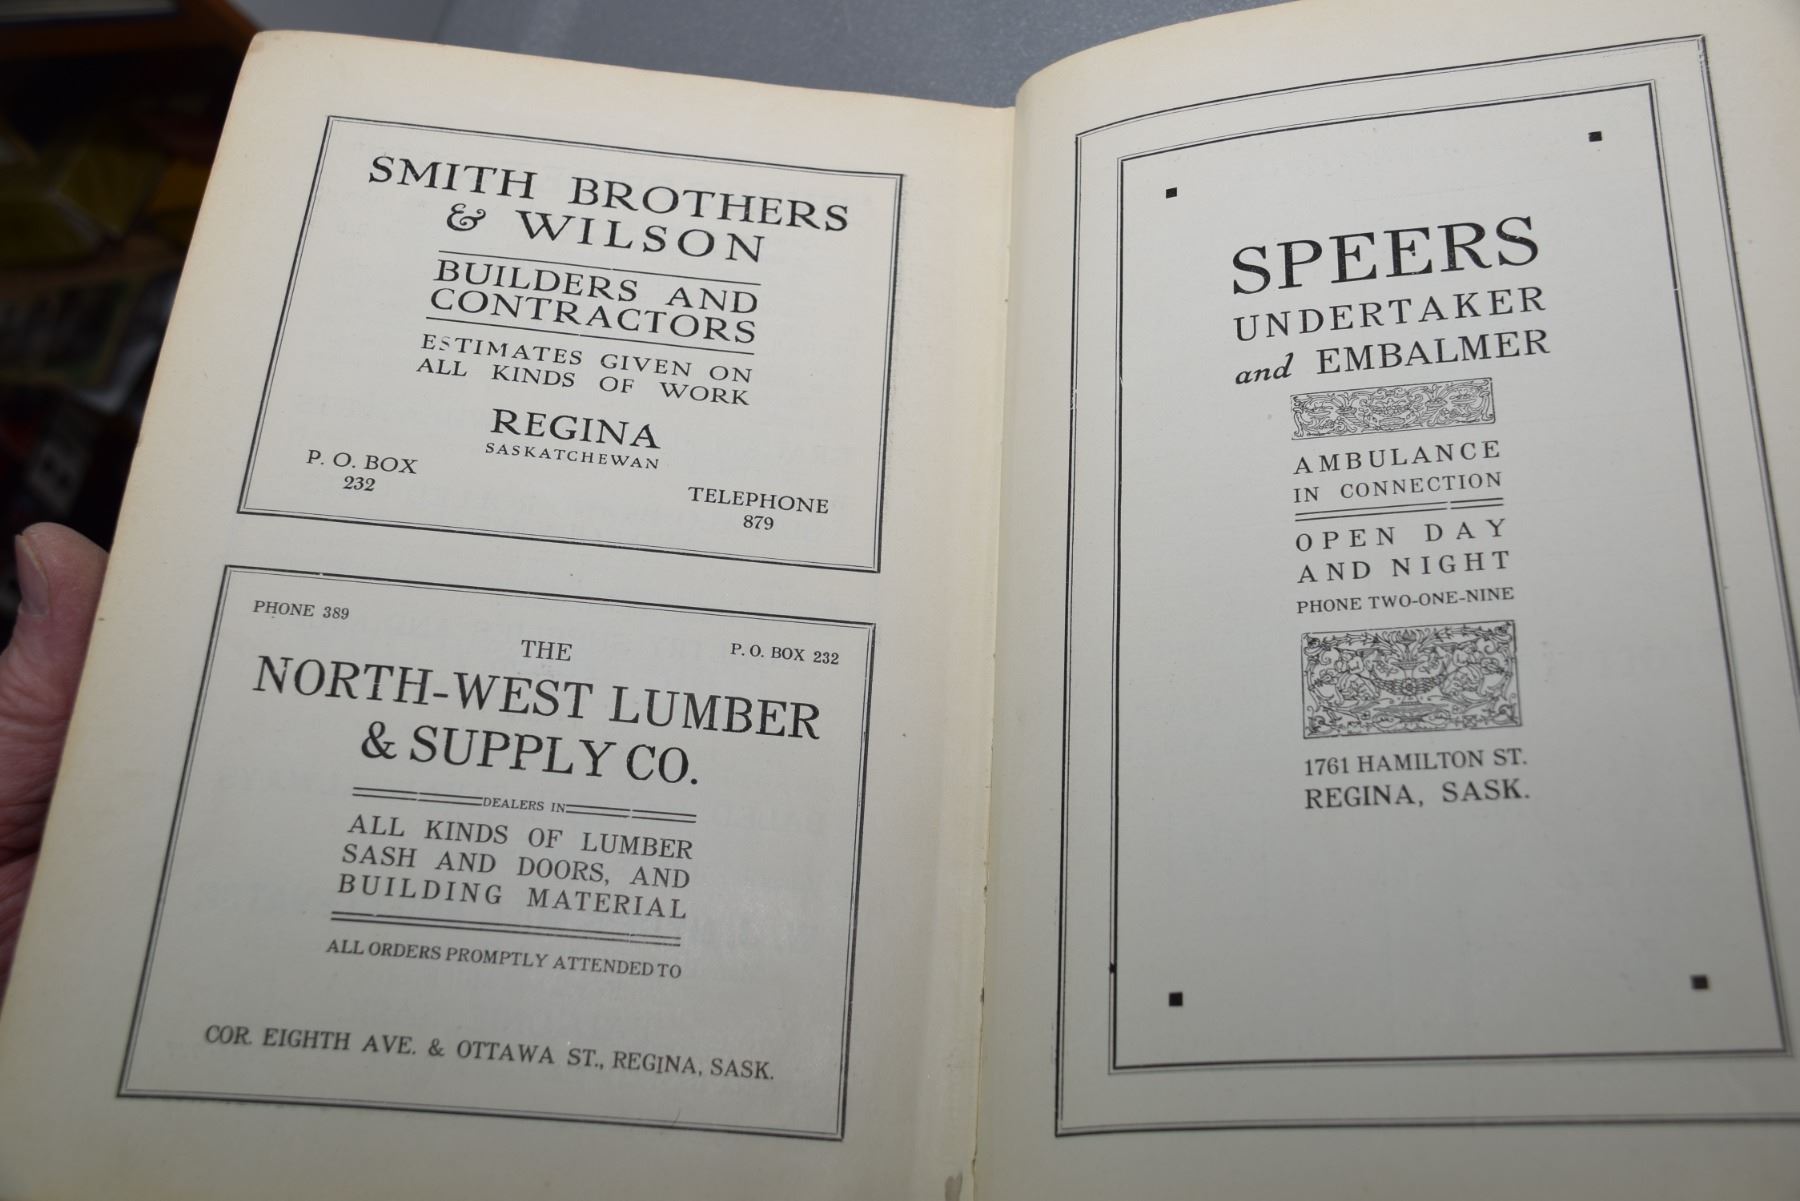 SMITH BROTHERS
& WILSON
BUILDERS AND
CONTRACTORS
ESTIMATES GIVEN ON
ALL KINDS OF WORK
REGINA
SASKATCHEWAN
P. O. BOX
232
TELEPHONE
879
PHONE 389
P. O. BOX 232
THE
NORTH-WEST LUMBER
& SUPPLY CO.
DEALERS IN
ALL KINDS OF LUMBER
SASH AND DOORS, AND
BUILDING MATERIAL
ALL ORDERS PROMPTLY ATTENDED TO
COR. EIGHTH AVE. & OTTAWA ST., REGINA, SASK.
SPEERS
UNDERTAKER
and EMBALMER
AMBULANCE
IN CONNECTION
OPEN DAY
AND NIGHT
PHONE TWO-ONE-NINE
1761 HAMILTON ST.
REGINA, SASK.